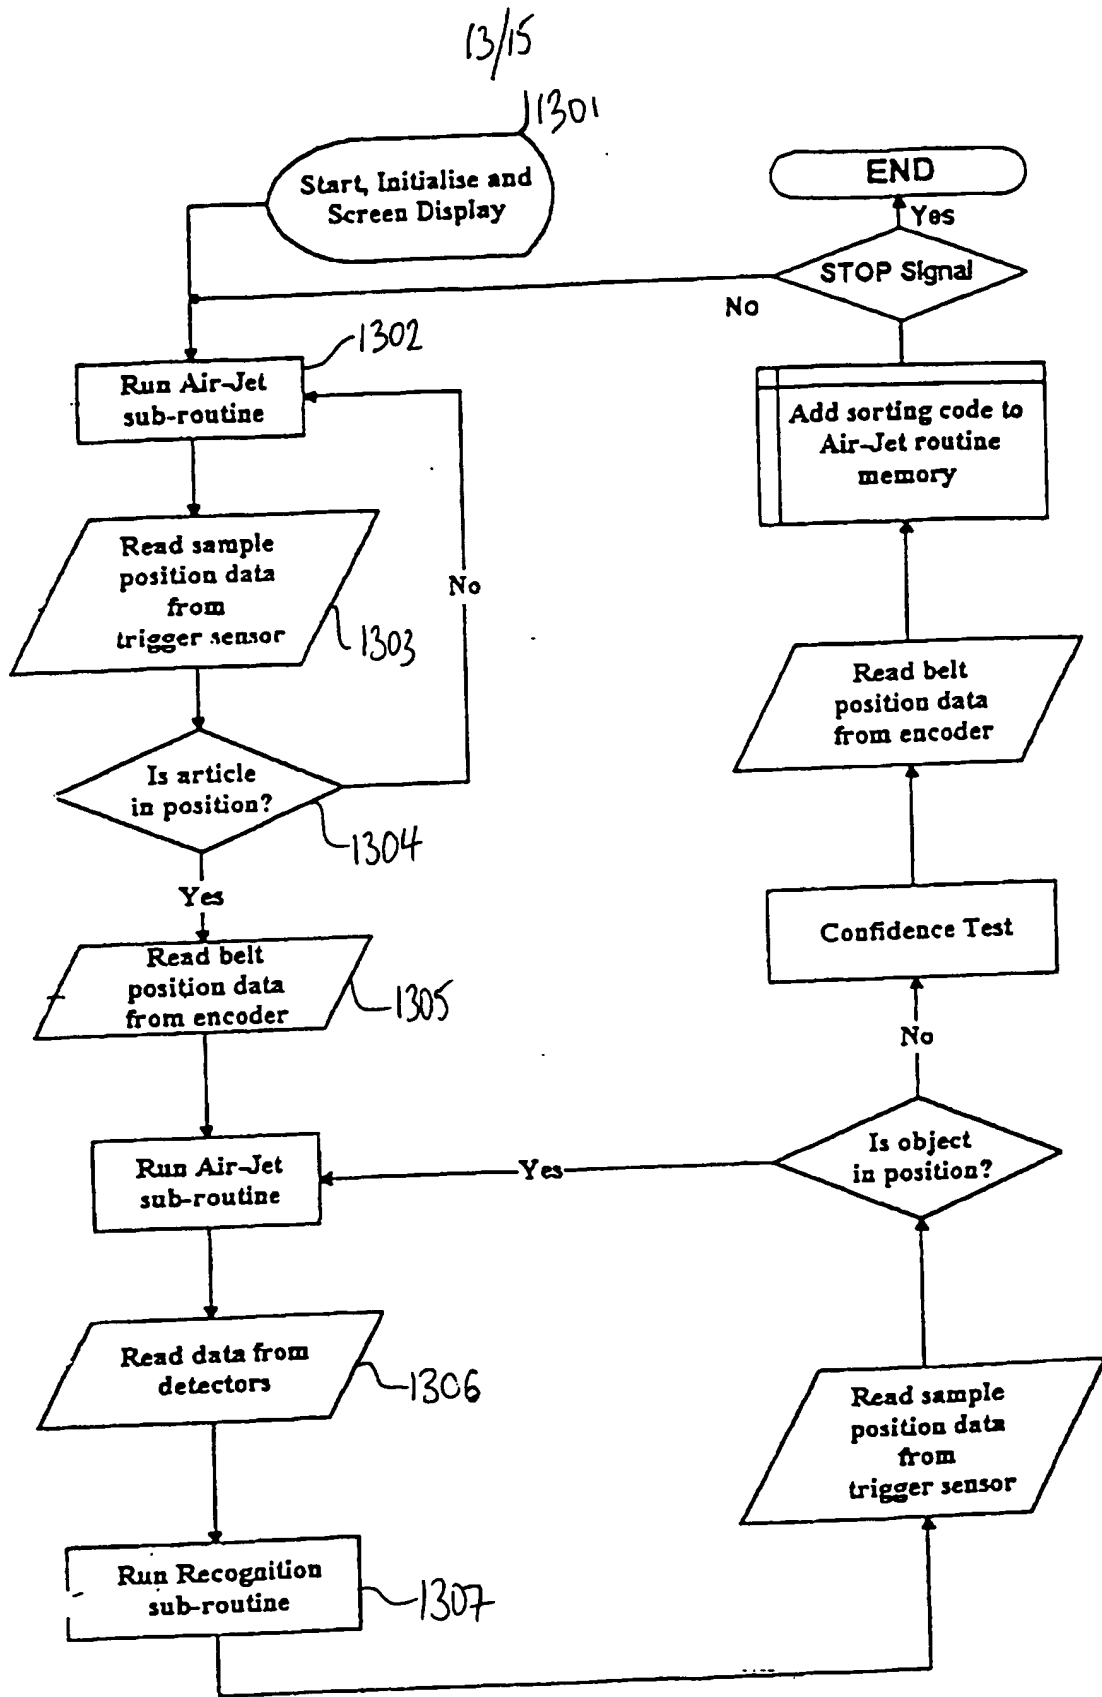 13/15
1301
Start, Initialise and
Screen Display
END
Yes
STOP Signal
No
1302
Run Air-Jet
sub-routine
Add sorting code to
Air-Jet routine
memory
Read sample
position data
from
trigger sensor
1303
No
Read belt
position data
from encoder
Is article
in position?
1304
Yes
Confidence Test
Read belt
position data
from encoder
1305
No
Run Air-Jet
sub-routine
Yes
Is object
in position?
Read data from
detectors
1306
Read sample
position data
from
trigger sensor
Run Recognition
sub-routine
1307